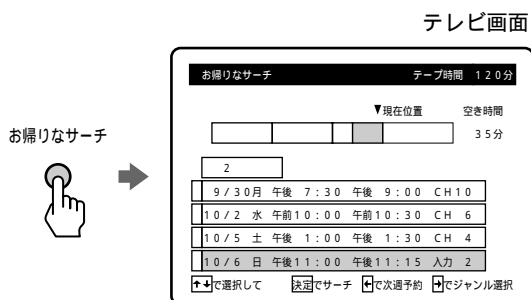 テレビ画面
お帰りなサーチ
お帰りなサーチ テープ時間 120分
▼現在位置 空き時間
35分
2
9/30月 午後 7:30 午後 9:00 CH10
10/2 水 午前10:00 午前10:30 CH 6
10/5 土 午後 1:00 午後 1:30 CH 4
10/6 日 午後11:00 午後11:15 入力 2
↑↓で選択して 決定でサーチ ←で次週予約 →でジャンル選択